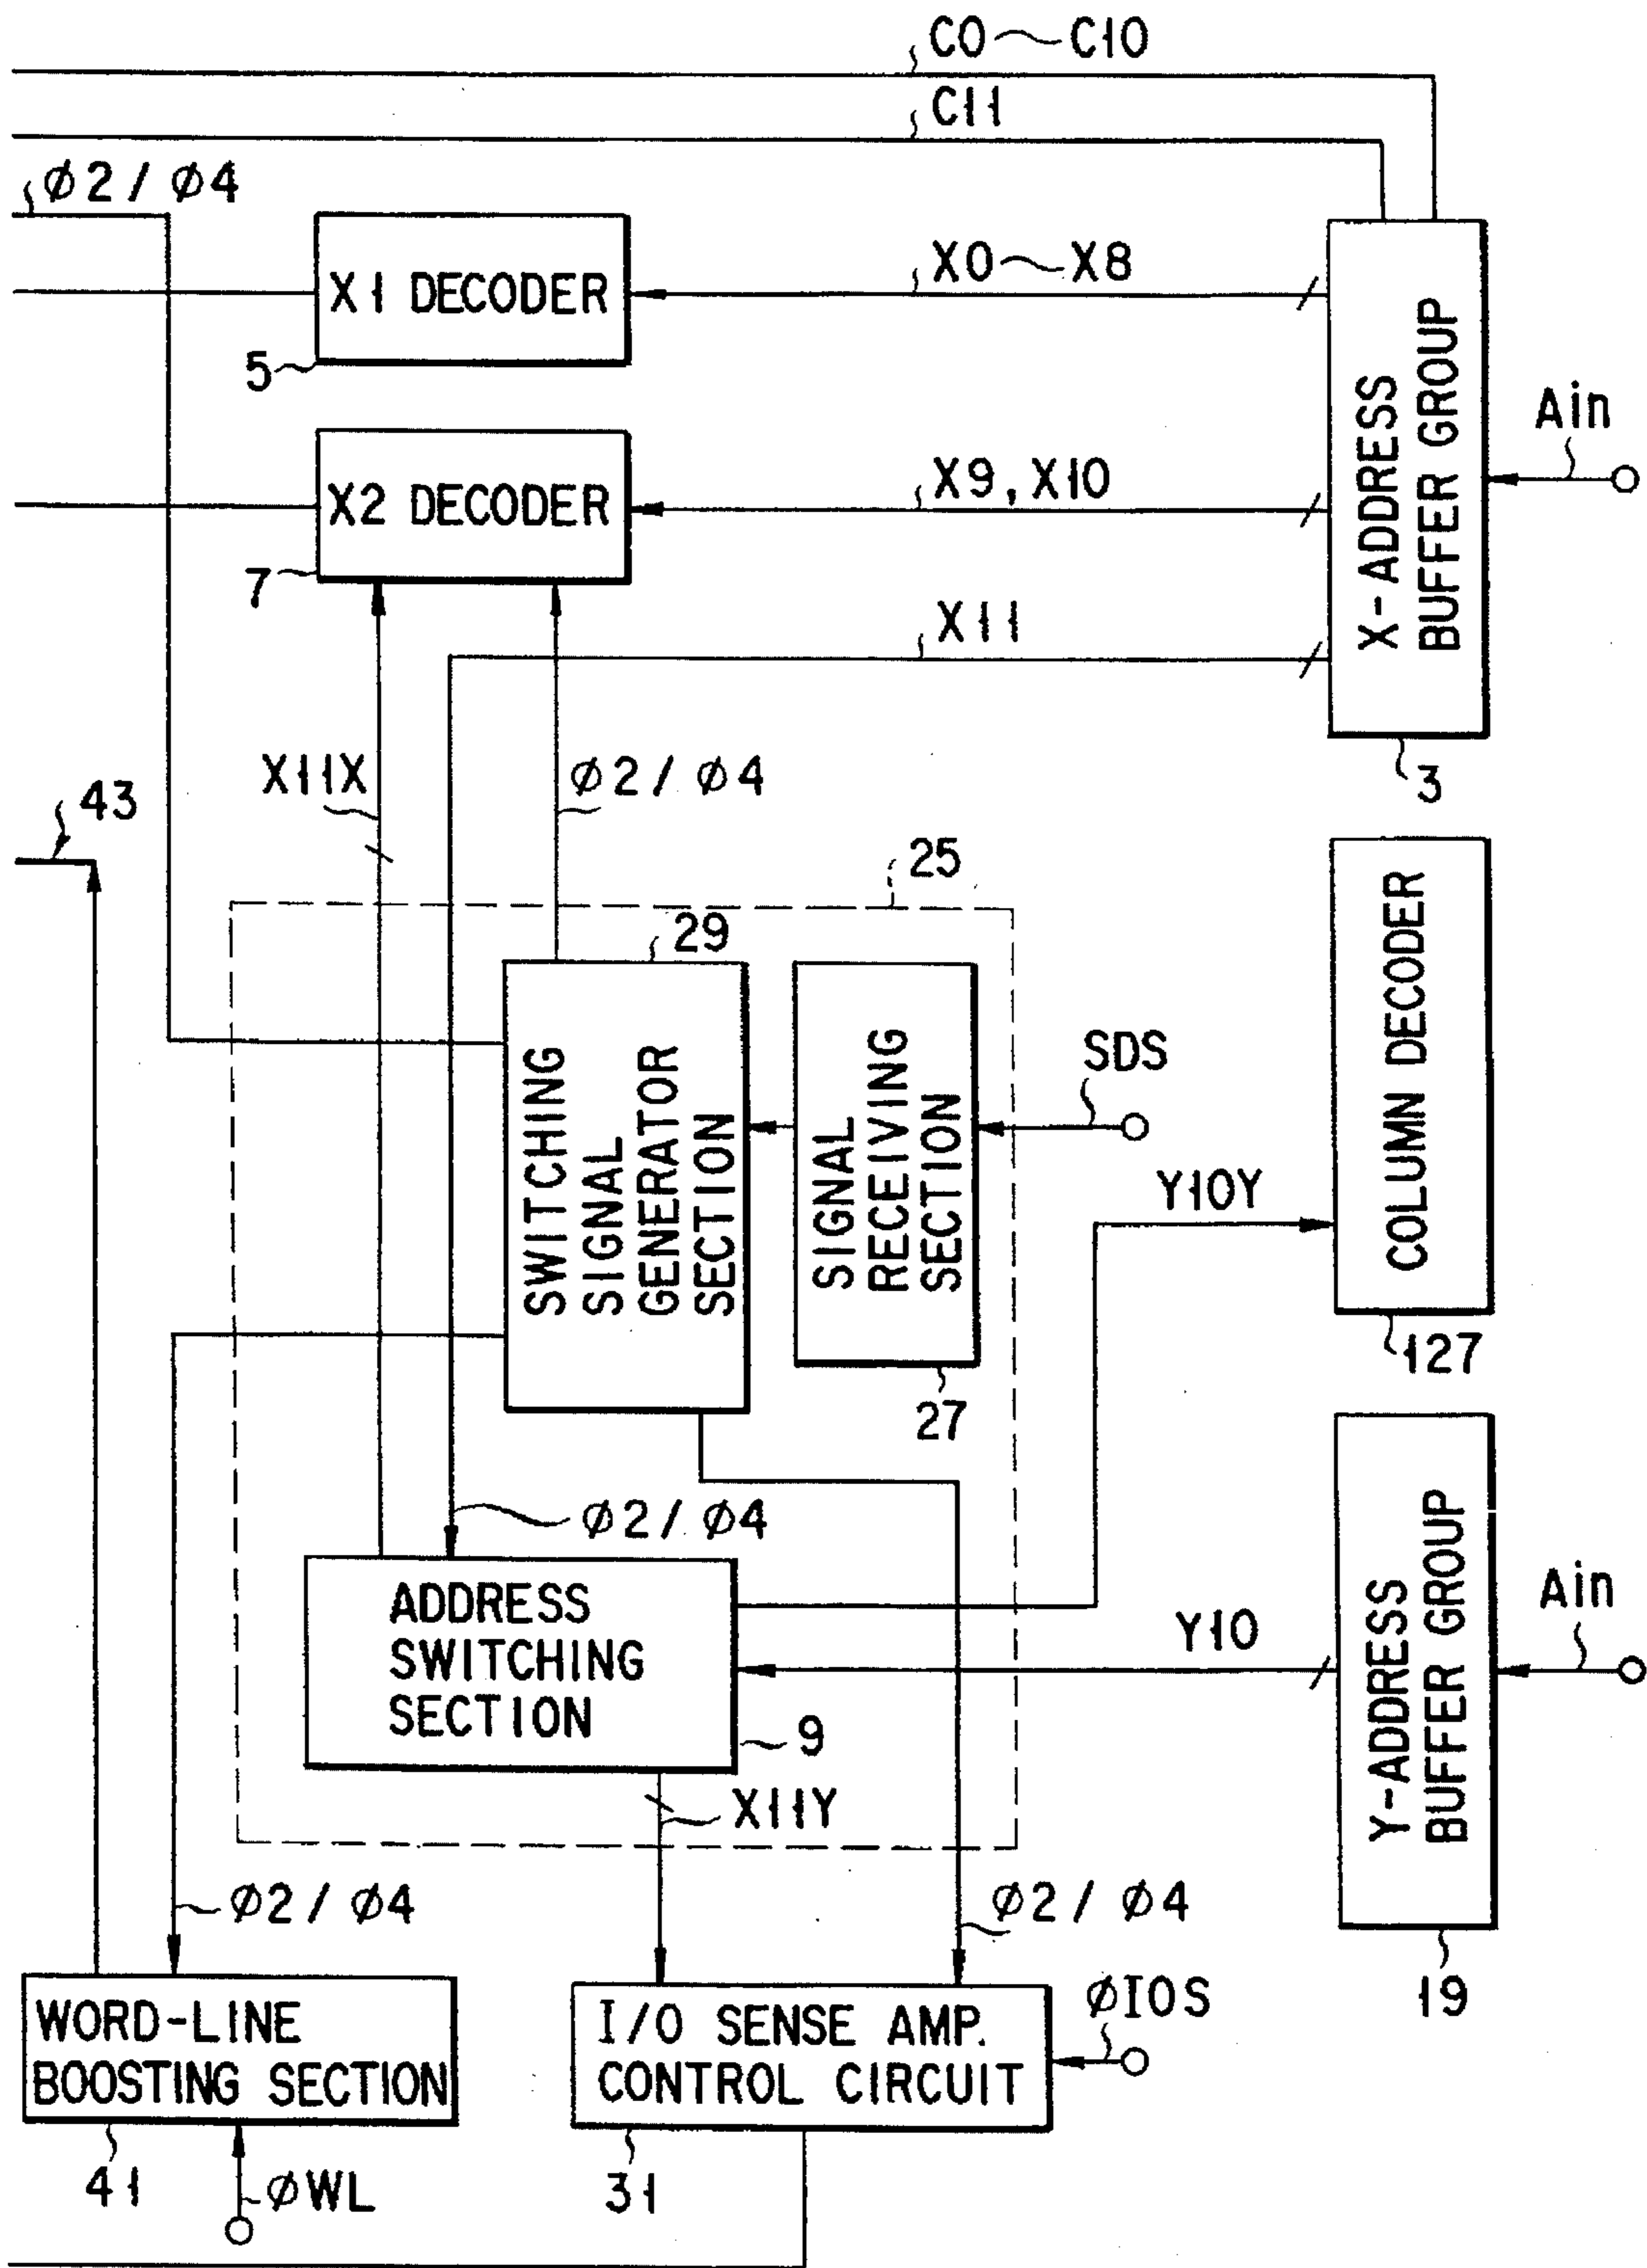 C0~C10
C11
φ2 / φ4
X1 DECODER
X0~X8
5
X-ADDRESS
BUFFER GROUP
Ain
X2 DECODER
X9, X10
7
X11
3
X11X
φ2 / φ4
43
25
29
COLUMN DECODER
SWITCHING
SIGNAL
GENERATOR
SECTION
SIGNAL
RECEIVING
SECTION
SDS
Y10Y
127
27
φ2 / φ4
ADDRESS
SWITCHING
SECTION
9
Y10
Y-ADDRESS
BUFFER GROUP
Ain
X11Y
φ2 / φ4
φ2 / φ4
19
WORD-LINE
BOOSTING SECTION
I/O SENSE AMP.
CONTROL CIRCUIT
φIOS
41
φWL
31